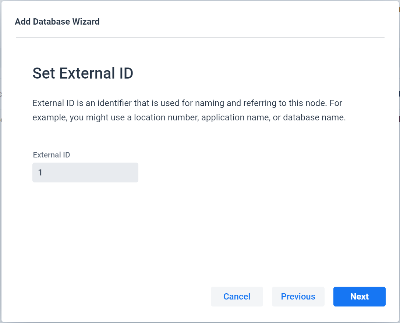 Add Database Wizard
Set External ID
External ID is an identifier that is used for naming and referring to this node. For
example, you might use a location number, application name, or database name.
External ID
1
Cancel Previous Next